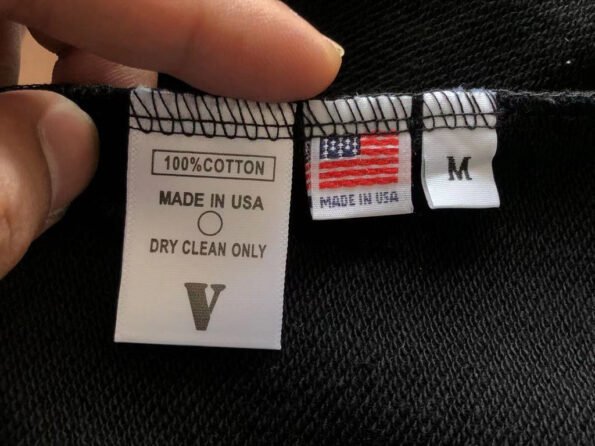 100%COTTON
MADE IN USA
DRY CLEAN ONLY
V
MADE IN USA
M